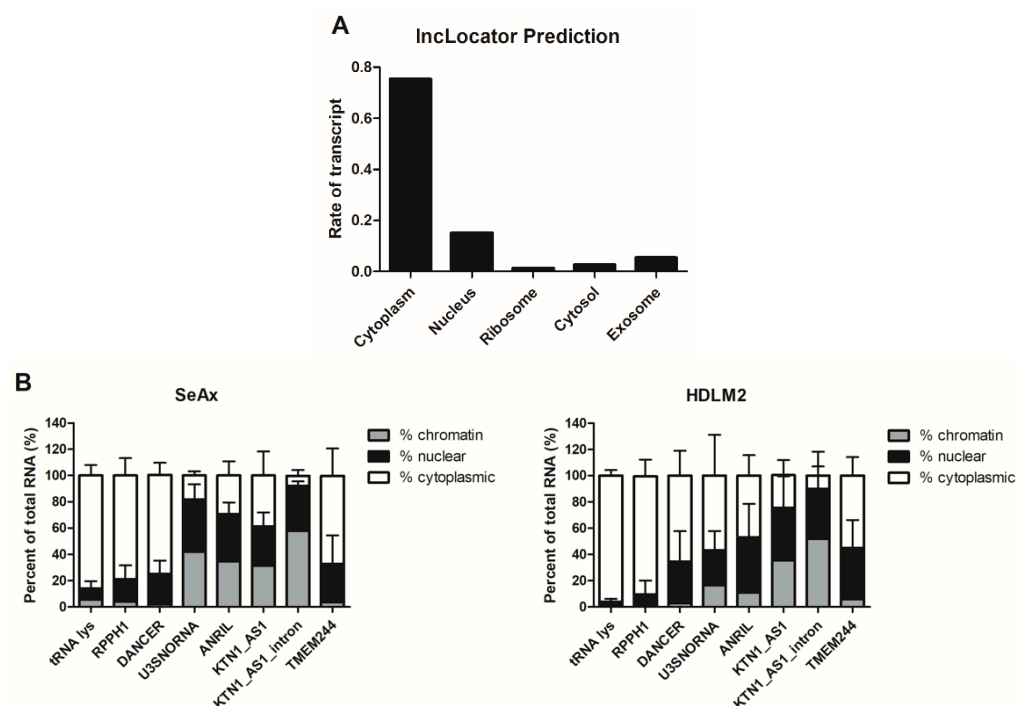 A
lncLocator Prediction
Rate of transcript
0.8
0.6
0.4
0.2
0.0
Cytoplasm
Nucleus
Ribosome
Cytosol
Exosome
B
SeAx
Percent of total RNA (%)
140
120
100
80
60
40
20
0
tRNA lys
RPPH1
DANCER
U3SNORNA
ANRIL
KTN1_AS1
KTN1_AS1_intron
TMEM244
% chromatin
% nuclear
% cytoplasmic
HDLM2
Percent of total RNA (%)
140
120
100
80
60
40
20
0
tRNA lys
RPPH1
DANCER
U3SNORNA
ANRIL
KTN1_AS1
KTN1_AS1_intron
TMEM244
% chromatin
% nuclear
% cytoplasmic